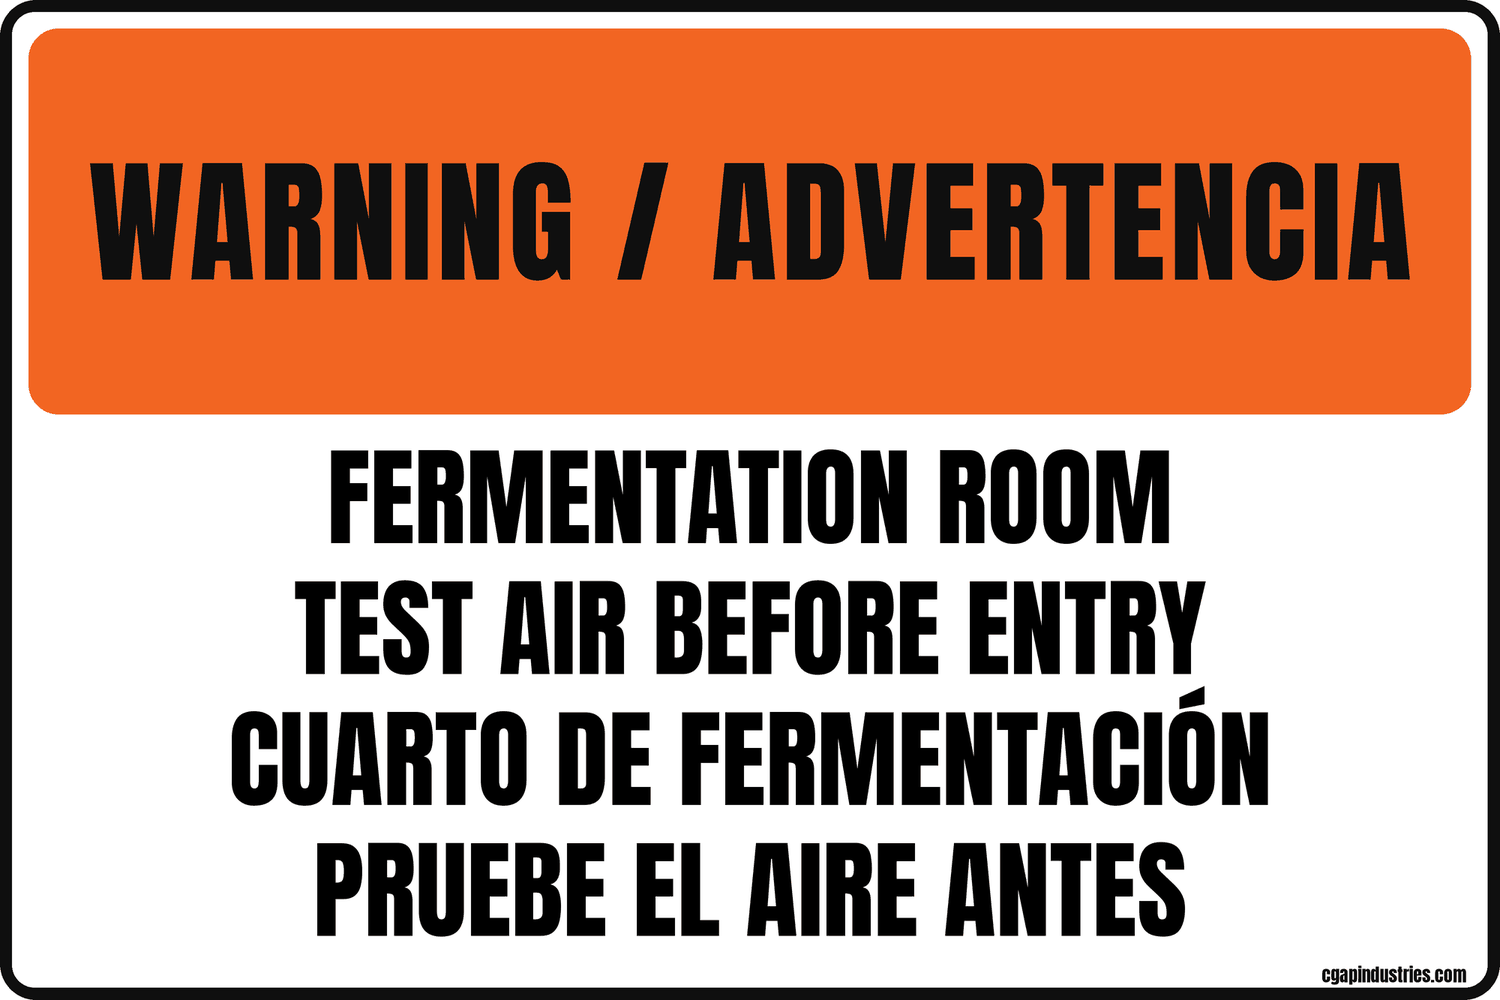 WARNING / ADVERTENCIA
FERMENTATION ROOM
TEST AIR BEFORE ENTRY
CUARTO DE FERMENTACIÓN
PRUEBE EL AIRE ANTES
cgapindustries.com